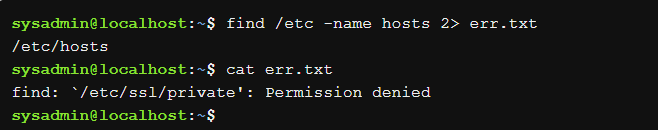 sysadmin@localhost:~$ find /etc -name hosts 2> err.txt
/etc/hosts
sysadmin@localhost:~$ cat err.txt
find: `/etc/ssl/private': Permission denied
sysadmin@localhost:~$